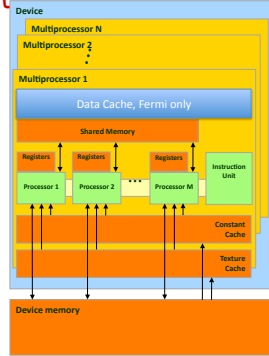 Device
Multiprocessor N
Multiprocessor 2
Multiprocessor 1
Data Cache, Fermi only
Shared Memory
Registers
Registers
Registers
Processor 1
Processor 2
...
Processor M
Instruction
Unit
Constant
Cache
Texture
Cache
Device memory